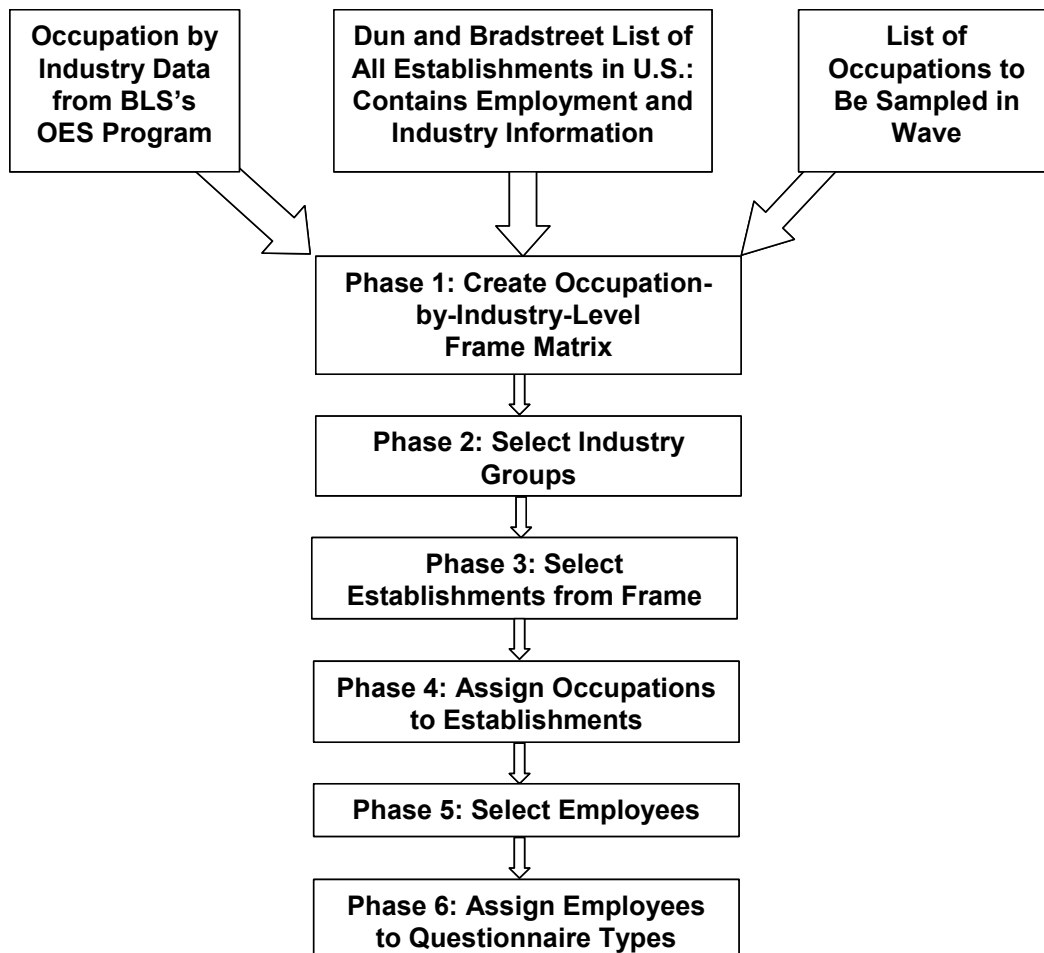 Occupation by
Industry Data
from BLS's
OES Program
Dun and Bradstreet List of
All Establishments in U.S.:
Contains Employment and
Industry Information
List of
Occupations to
Be Sampled in
Wave
Phase 1: Create Occupation-
by-Industry-Level
Frame Matrix
Phase 2: Select Industry
Groups
Phase 3: Select
Establishments from Frame
Phase 4: Assign Occupations
to Establishments
Phase 5: Select Employees
Phase 6: Assign Employees
to Questionnaire Types